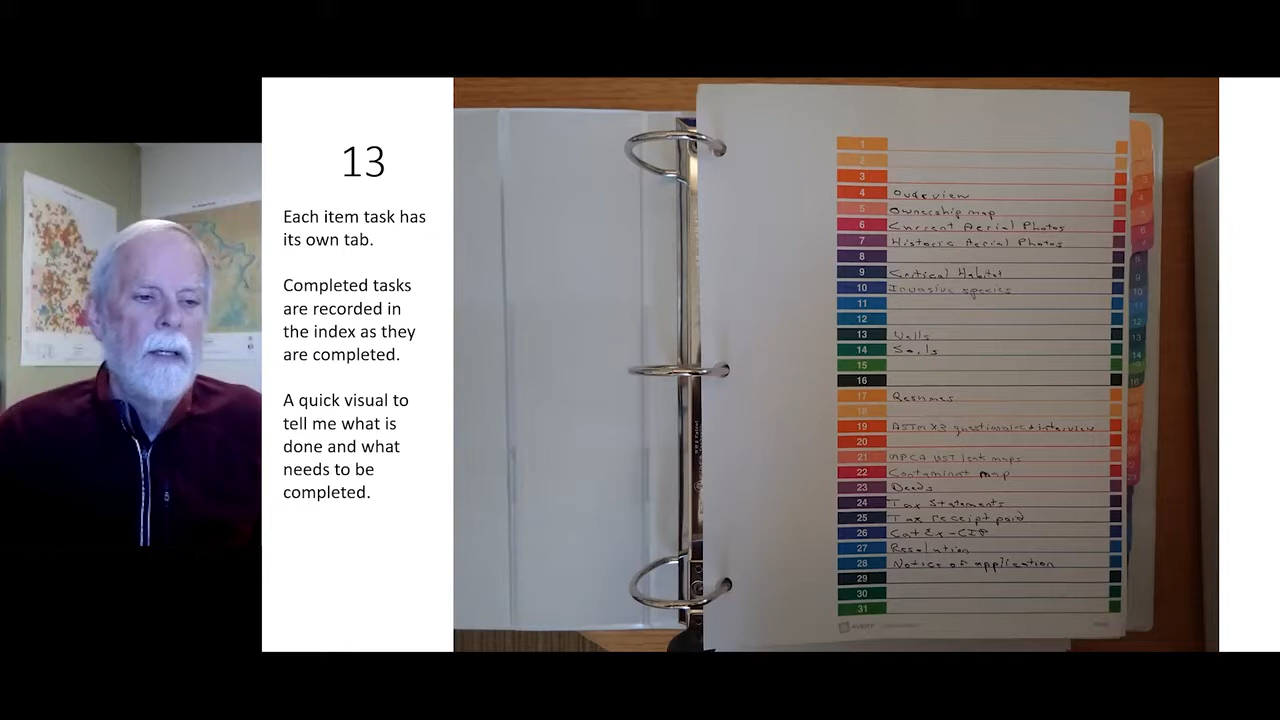 13
Each item task has
its own tab.
Completed tasks
are recorded in
the index as they
are completed.
A quick visual to
tell me what is
done and what
needs to be
completed.
1
2
3
4 Overview
5 Ownership map
6 Current Aerial Photos
7 Historic Aerial Photos
8
9 Critical Habitat
10 Invasive species
11
12
13 Wells
14 Soils
15
16
17 Resumes
18
19 ASTM X3 interview
20
21 MPCA UST leak maps
22 Contaminat map
23 Deeds
24 Tax Statements
25 Tax receipt paid
26 Cat Ex - CIP
27 Resolution
28 Notice of application
29
30
31
AVERY